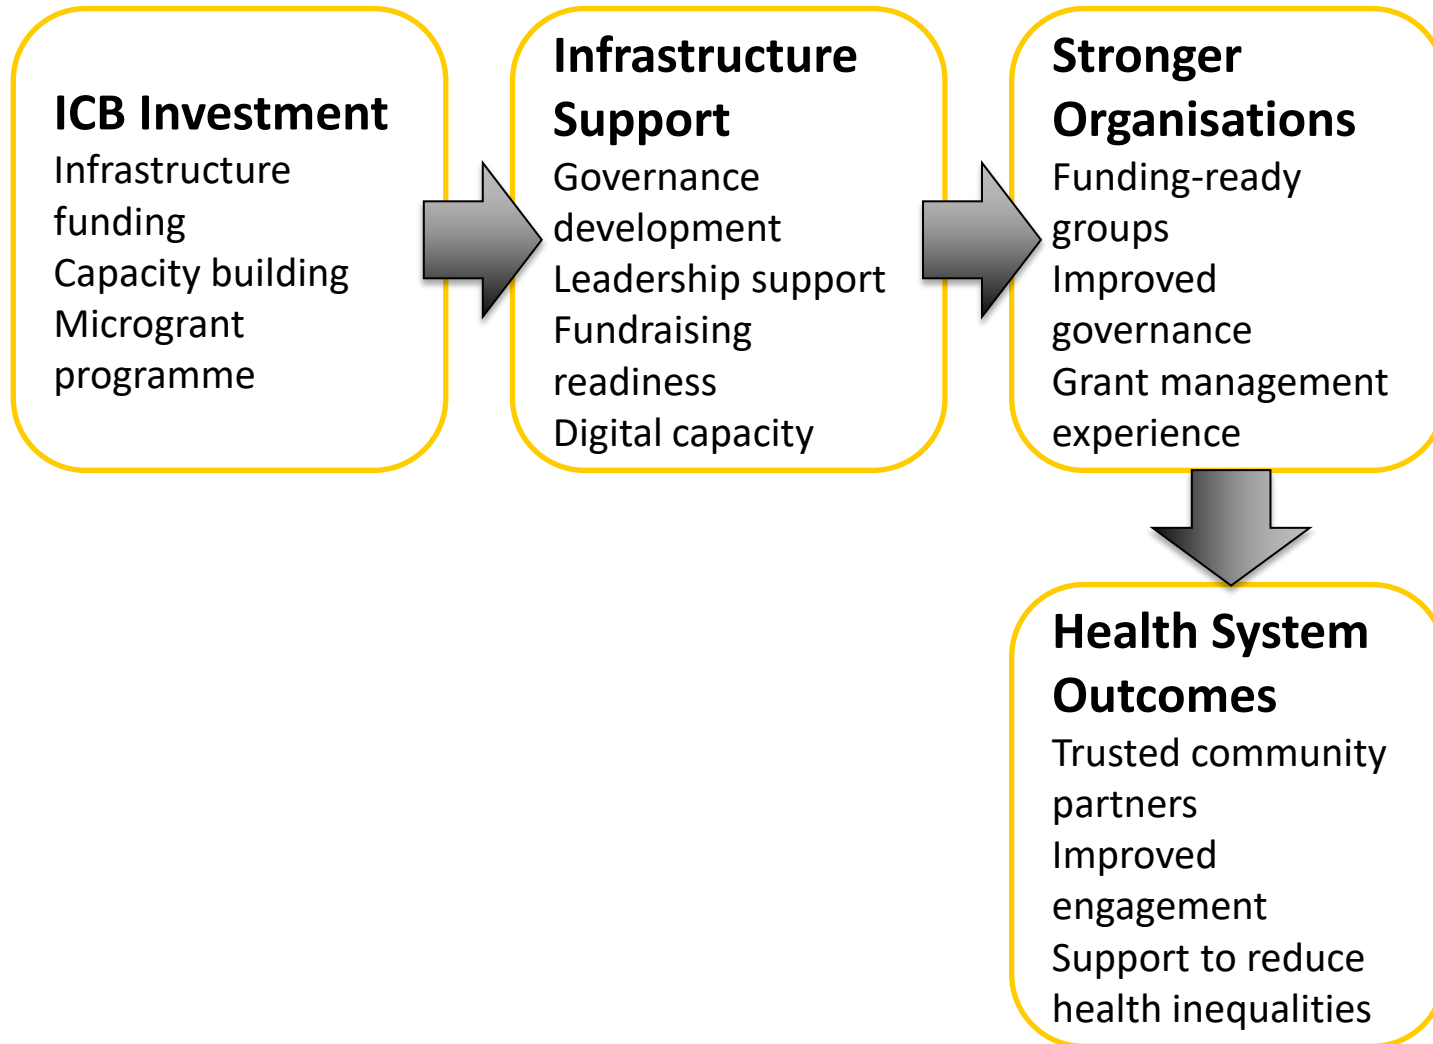 ICB Investment
Infrastructure
funding
Capacity building
Microgrant
programme
Infrastructure
Support
Governance
development
Leadership support
Fundraising
readiness
Digital capacity
Stronger
Organisations
Funding-ready
groups
Improved
governance
Grant management
experience
Health System
Outcomes
Trusted community
partners
Improved
engagement
Support to reduce
health inequalities